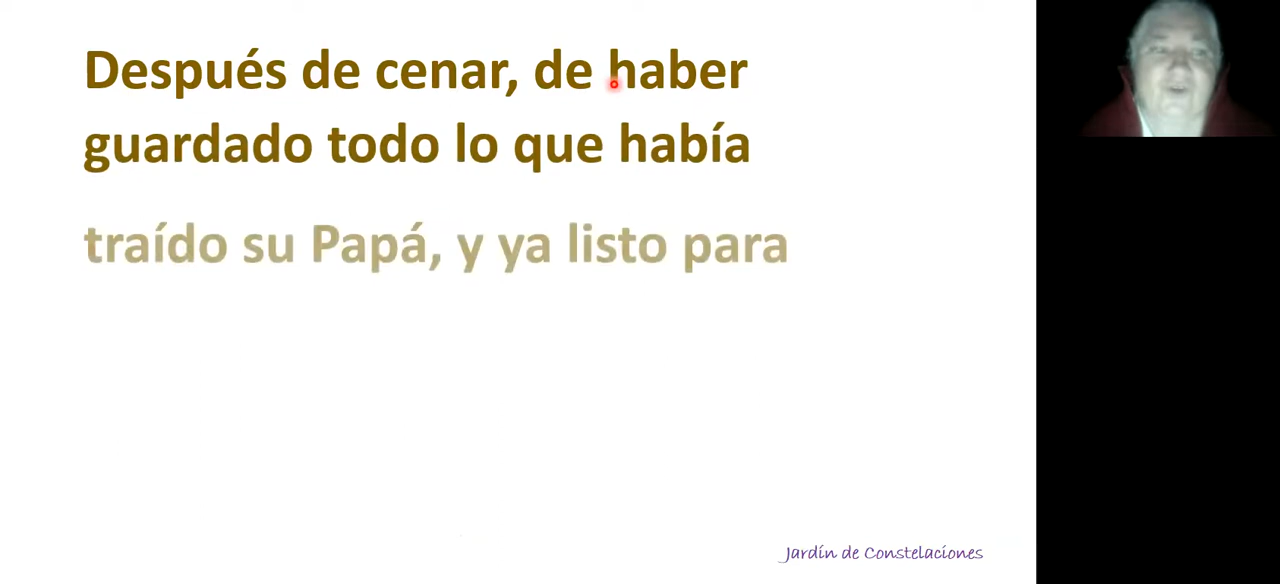 Después de cenar, de haber
guardado todo lo que había
traído su Papá, y ya listo para
Jardín de Constelaciones